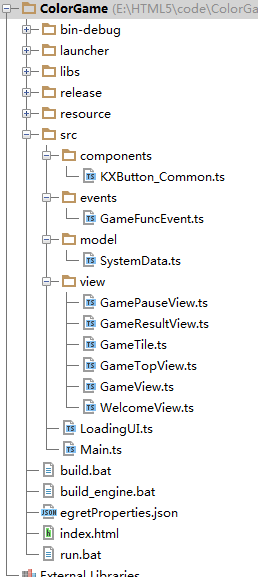 ColorGame (E:\HTML5\code\ColorG
bin-debug
launcher
libs
release
resource
src
components
KXButton_Common.ts
events
GameFuncEvent.ts
model
SystemData.ts
view
GamePauseView.ts
GameResultView.ts
GameTile.ts
GameTopView.ts
GameView.ts
WelcomeView.ts
LoadingUI.ts
Main.ts
build.bat
build_engine.bat
egretProperties.json
index.html
run.bat
External Libraries